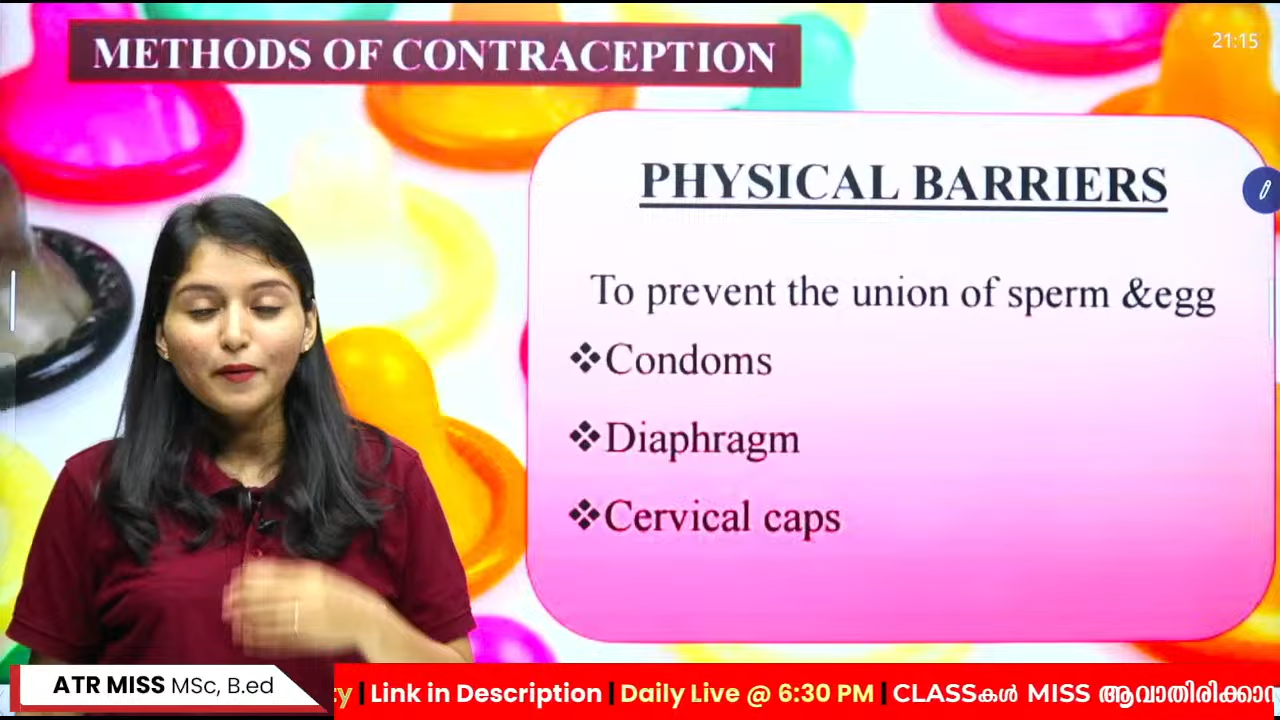 METHODS OF CONTRACEPTION
21:15
PHYSICAL BARRIERS
To prevent the union of sperm &egg
❖Condoms
❖Diaphragm
❖Cervical caps
ATR MISS MSc, B.ed
| Link in Description | Daily Live @ 6:30 PM | CLASSകൾ MISS